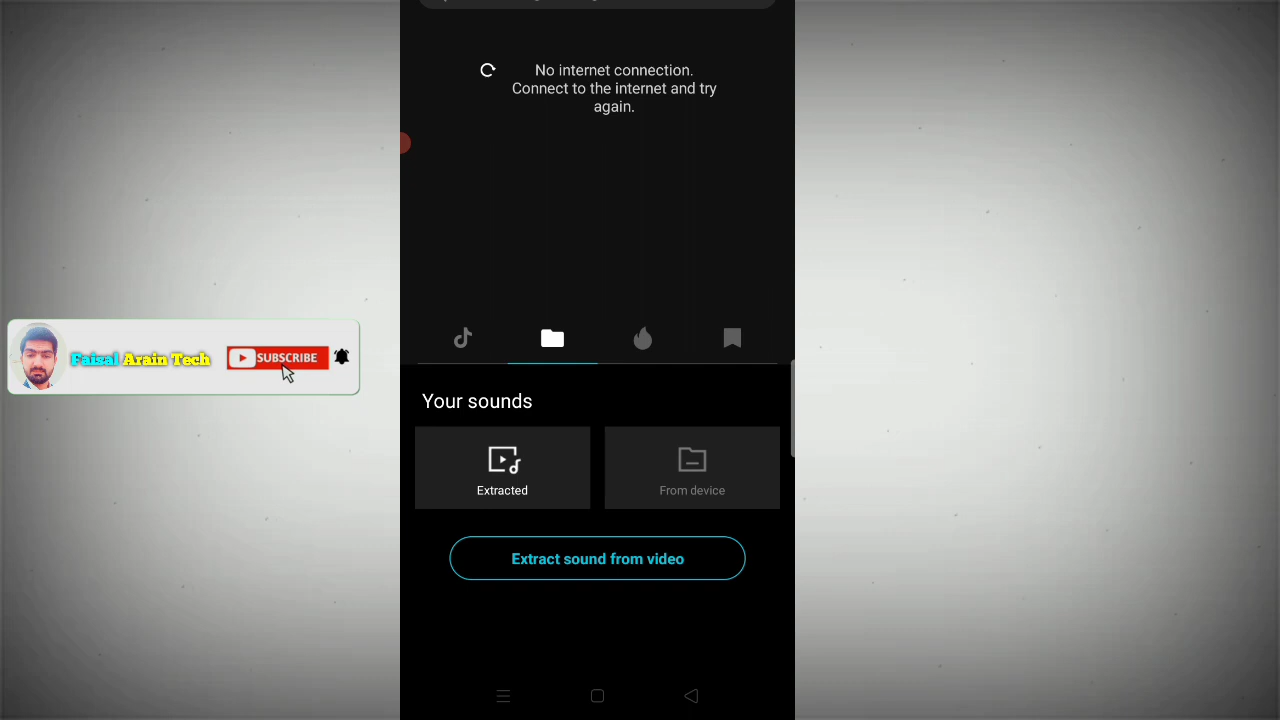 No internet connection.
Connect to the internet and try
again.
Faisal Arain Tech
SUBSCRIBE
Your sounds
Extracted
From device
Extract sound from video